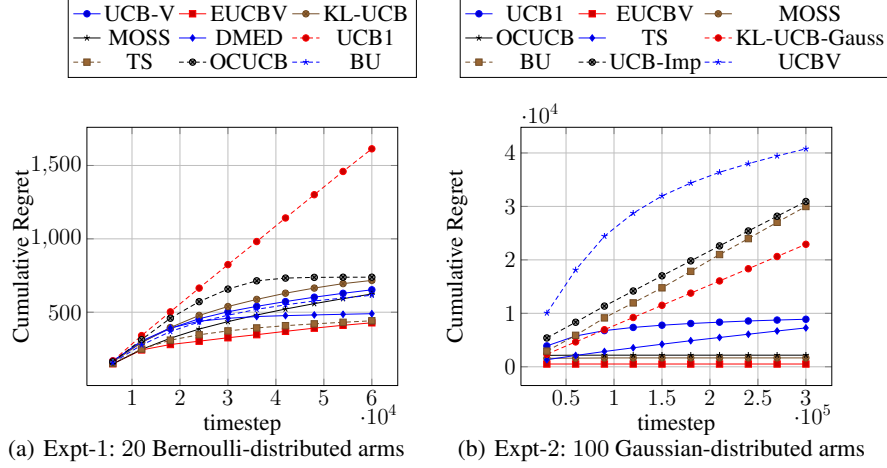 UCB-V EUCBV KL-UCB
MOSS DMED UCB1
TS OCUCB BU
UCB1 EUCBV MOSS
OCUCB TS KL-UCB-Gauss
BU UCB-Imp UCBV
1,500
1,000
500
Cumulative Regret
1 2 3 4 5 6
timestep
·10^4
(a) Expt-1: 20 Bernoulli-distributed arms
·10^4
4
3
2
1
0
Cumulative Regret
0.5 1 1.5 2 2.5 3
timestep
·10^5
(b) Expt-2: 100 Gaussian-distributed arms